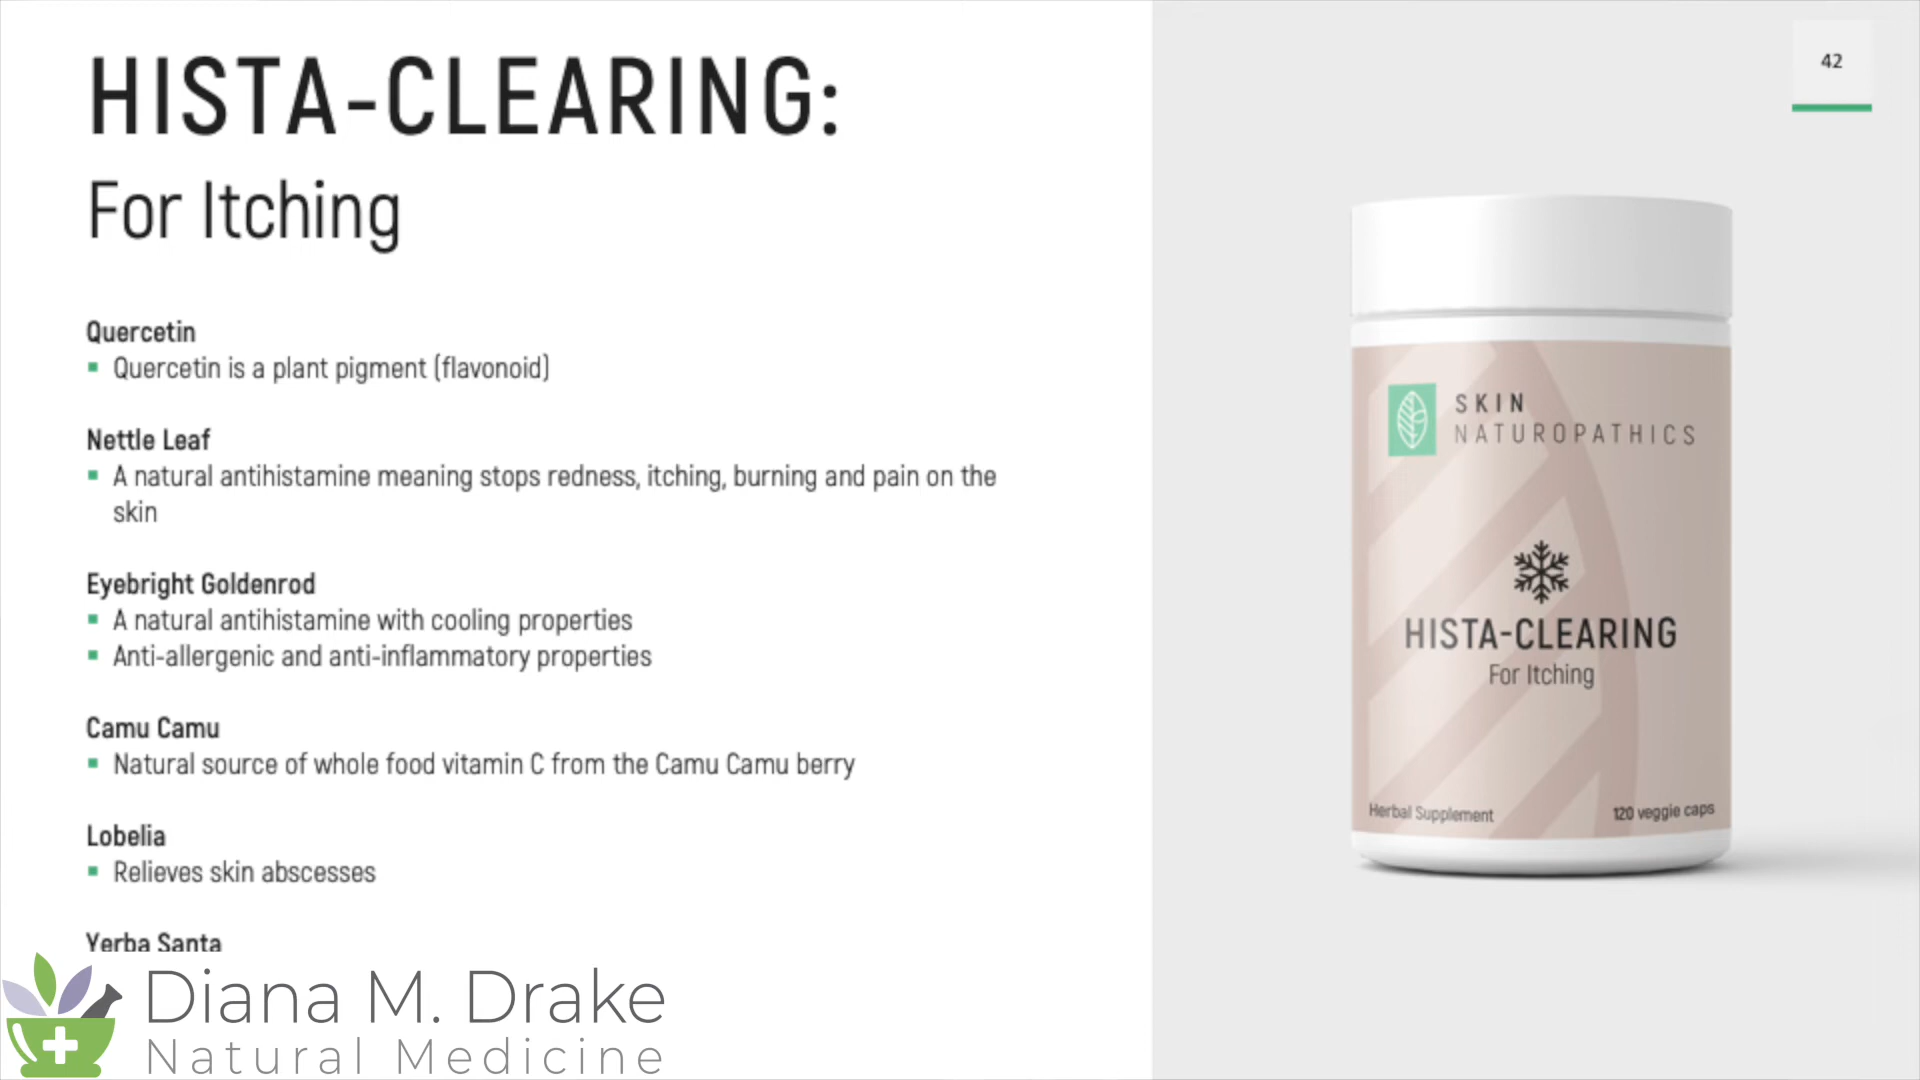 HISTA-CLEARING:
For Itching
Quercetin
Quercetin is a plant pigment (flavonoid)
Nettle Leaf
A natural antihistamine meaning stops redness, itching, burning and pain on the
skin
Eyebright Goldenrod
A natural antihistamine with cooling properties
Anti-allergenic and anti-inflammatory properties
Camu Camu
Natural source of whole food vitamin C from the Camu Camu berry
Lobelia
Relieves skin abscesses
Yerba Santa
Diana M. Drake
Natural Medicine
42
SKIN
NATUROPATHICS
HISTA-CLEARING
For Itching
Herbal Supplement
120 veggie caps